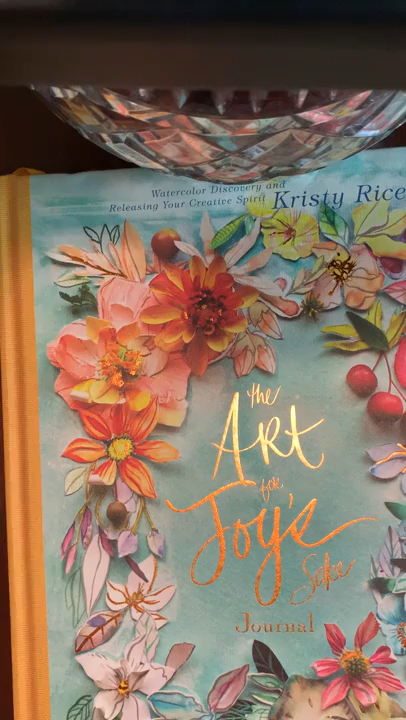 Watercolor Discovery and
Releasing Your Creative Spirit
Kristy Rice
the
ART
for
Joy's
Sake
Journal